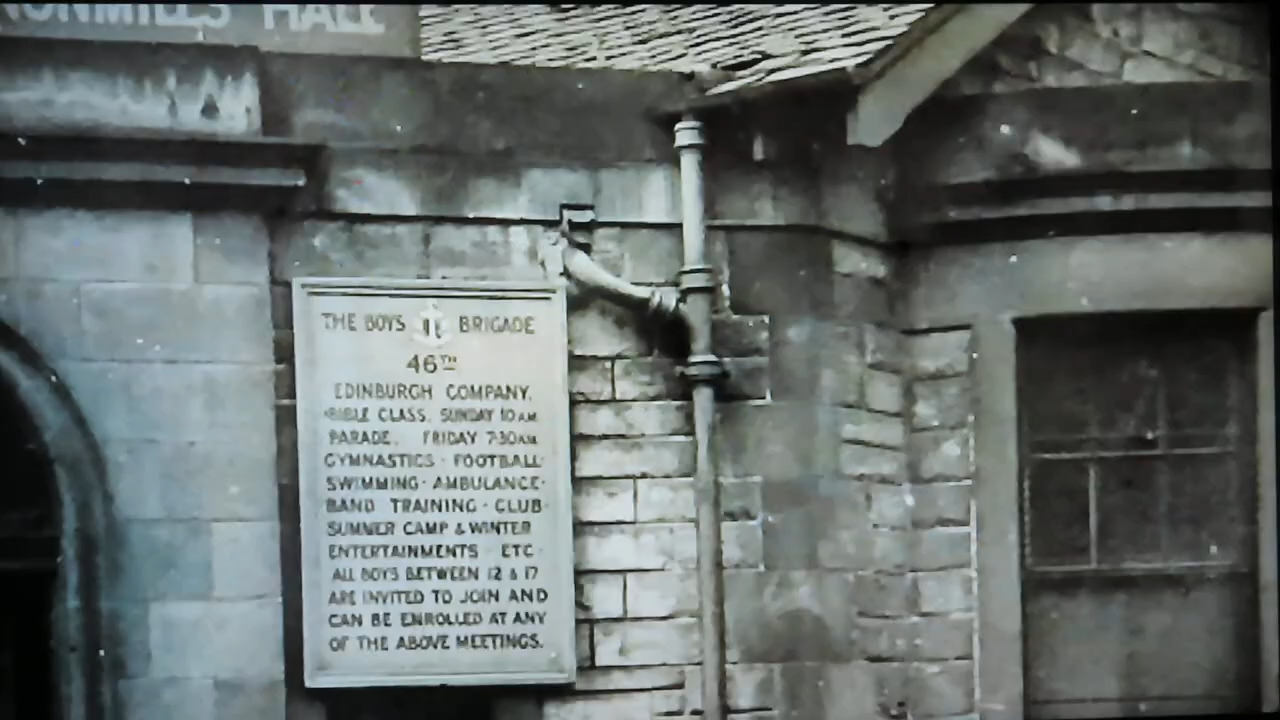 HALL
THE BOYS BRIGADE
46TH
EDINBURGH COMPANY.
BIBLE CLASS. SUNDAY 10 AM
PARADE. FRIDAY 7·30 AM
GYMNASTICS · FOOTBALL·
SWIMMING · AMBULANCE·
BAND TRAINING · CLUB·
SUMMER CAMP & WINTER
ENTERTAINMENTS · ETC ·
ALL BOYS BETWEEN 12 & 17
ARE INVITED TO JOIN AND
CAN BE ENROLLED AT ANY
OF THE ABOVE MEETINGS.